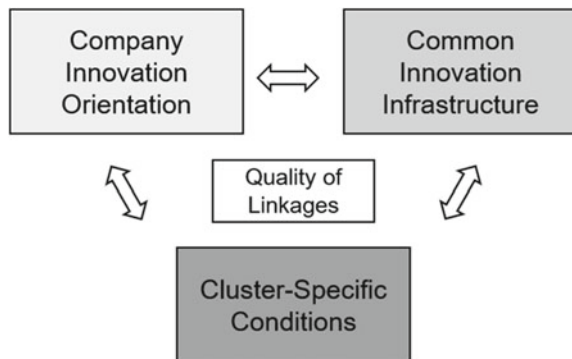 Company
Innovation
Orientation
Common
Innovation
Infrastructure
Quality of
Linkages
Cluster-Specific
Conditions